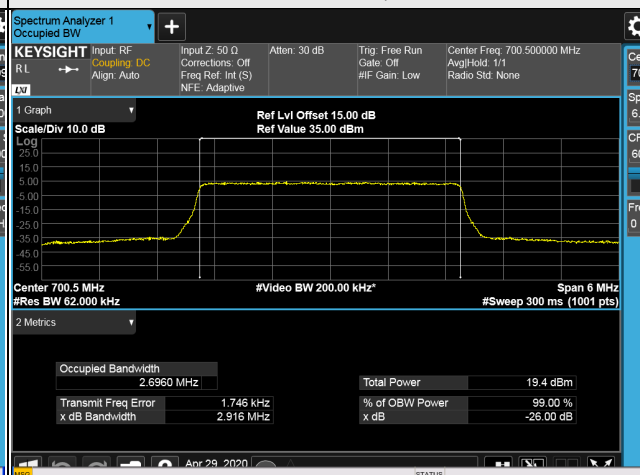 Spectrum Analyzer 1
Occupied BW
+
KEYSIGHT
R L
LXI
Input: RF
Coupling: DC
Align: Auto
Input Z: 50 Ω
Corrections: Off
Freq Ref: Int (S)
NFE: Adaptive
Atten: 30 dB
Trig: Free Run
Gate: Off
#IF Gain: Low
Center Freq: 700.500000 MHz
Avg|Hold: 1/1
Radio Std: None
1 Graph
Scale/Div 10.0 dB
Ref Lvl Offset 15.00 dB
Ref Value 35.00 dBm
Log
25.0
15.0
5.00
-5.00
-15.0
-25.0
-35.0
-45.0
-55.0
Center 700.5 MHz
#Video BW 200.00 kHz*
Span 6 MHz
#Res BW 62.000 kHz
#Sweep 300 ms (1001 pts)
2 Metrics
Occupied Bandwidth
2.6960 MHz
Total Power 19.4 dBm
Transmit Freq Error 1.746 kHz
% of OBW Power 99.00 %
x dB Bandwidth 2.916 MHz
x dB -26.00 dB
Apr 29, 2020
MSG
STATUS